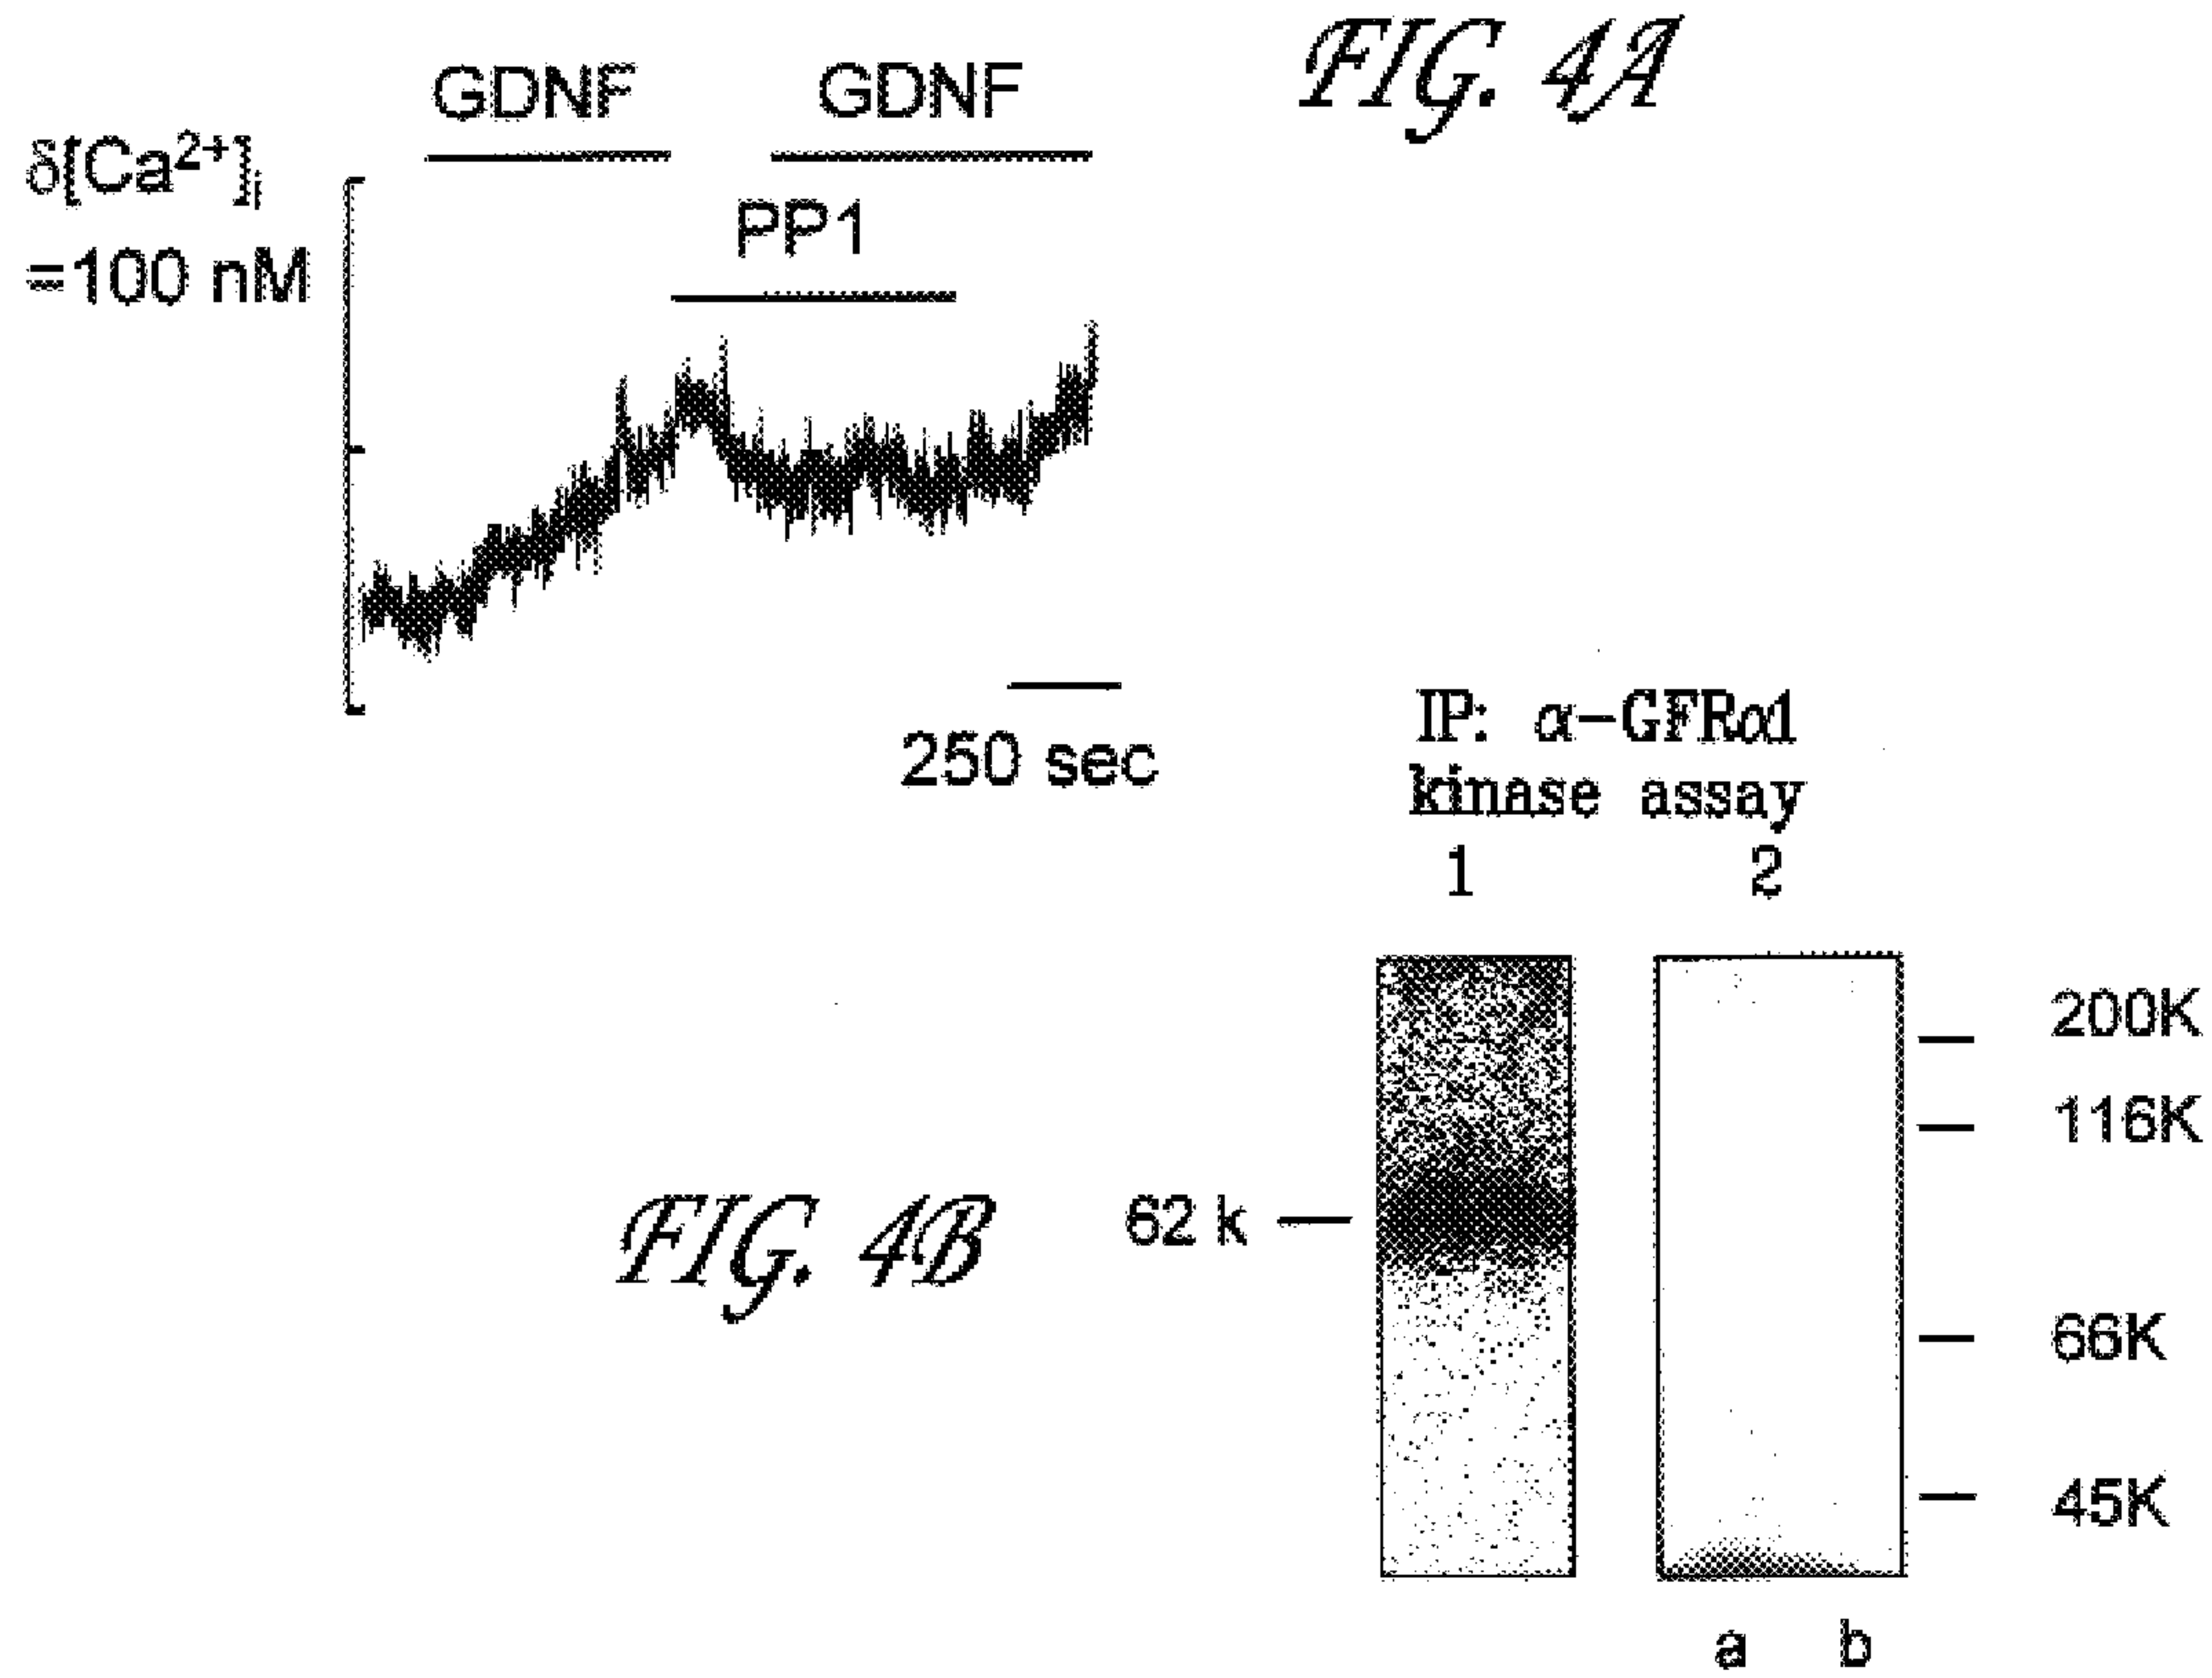 FIG. 4A
GDNF GDNF
δ[Ca²⁺]i
=100 nM
PP1
250 sec
IP: α-GFRα1
kinase assay
1 2
200K
116K
62 k
FIG. 4B
66K
45K
a b